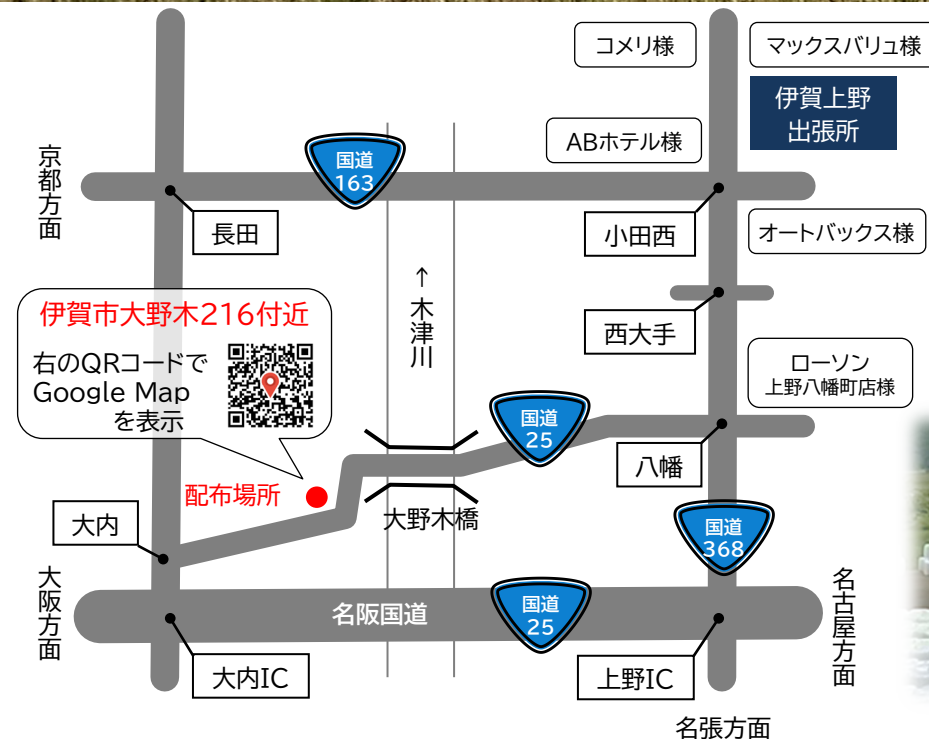 コメリ様
マックスバリュ様
伊賀上野
出張所
ABホテル様
京都方面
国道
163
長田
小田西
オートバックス様
↑木津川
西大手
伊賀市大野木216付近
右のQRコードで
Google Map
を表示
ローソン
上野八幡町店様
国道
25
八幡
配布場所
大野木橋
大内
国道
368
大阪方面
名阪国道
国道
25
名古屋方面
大内IC
上野IC
名張方面